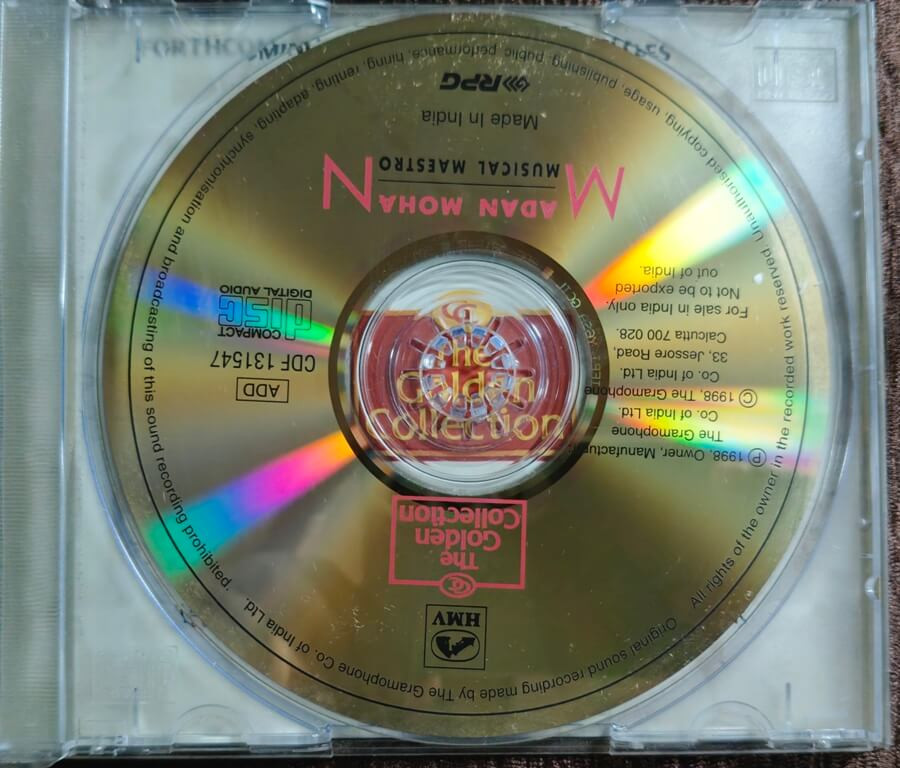 FORTHCOMING
HMV
The
Golden
Collection
The
Golden
Collection
ADD
CDF 131547
COMPACT
disc
DIGITAL AUDIO
Ⓟ 1998, Owner, Manufacturer,
The Gramophone
Co. of India Ltd.
© 1998, The Gramophone
Co. of India Ltd.
33, Jessore Road,
Calcutta 700 028.
For sale in India only.
Not to be exported
out of India.
MADAN MOHAN
MUSICAL MAESTRO
Made In India
RPG
Original sound recording made by The Gramophone Co. of India Ltd.
All rights of the owner in the recorded work reserved. Unauthorised copying, usage, publishing, public performance, hiring, renting, adapting, synchronisation and broadcasting of this sound recording prohibited.